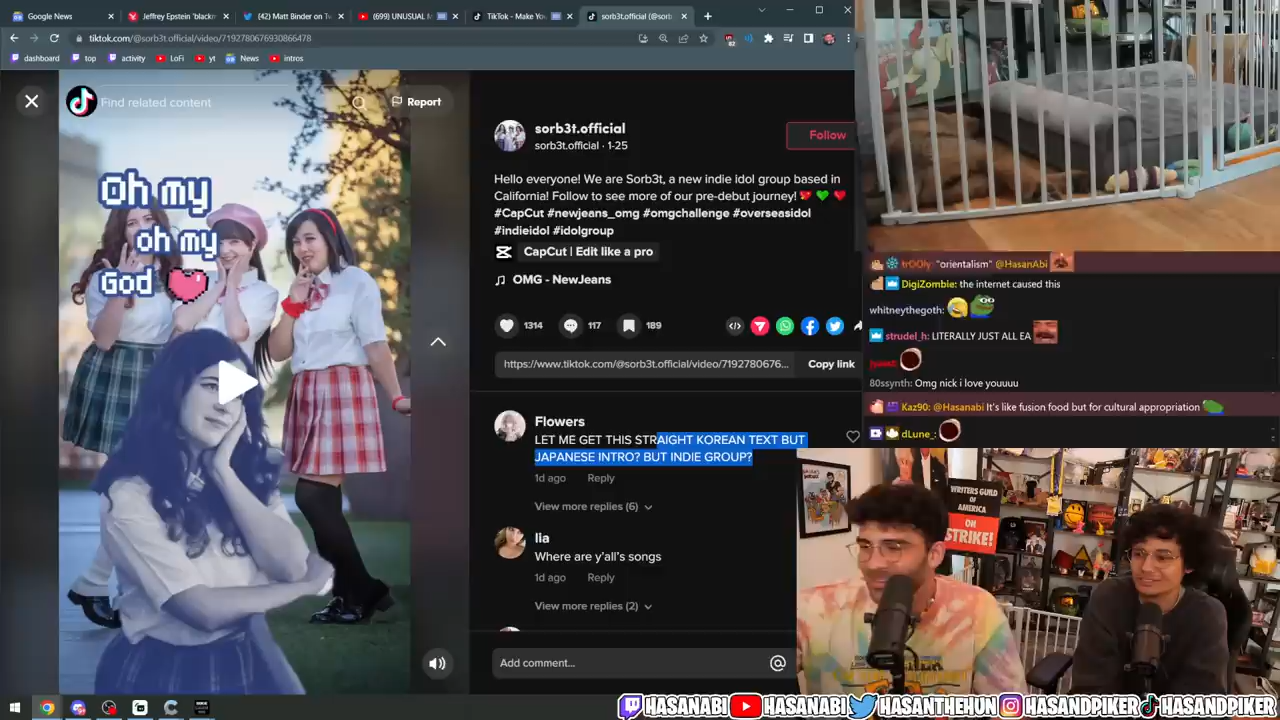 Google News
Jeffrey Epstein "blackm
(42) Matt Binder on Tw
(699) UNUSUAL M
TikTok - Make You
sorb3t.official (@sorb
tiktok.com/@sorb3t.official/video/7192780676930866478
dashboard
top
activity
LoFi
yt
News
intros
Find related content
Report
Oh my
oh my
God
sorb3t.official
sorb3t.official · 1-25
Follow
Hello everyone! We are Sorb3t, a new indie idol group based in
California! Follow to see more of our pre-debut journey!
#CapCut #newjeans_omg #omgchallenge #overseasidol
#indieidol #idolgroup
CapCut | Edit like a pro
OMG - NewJeans
1314
117
189
https://www.tiktok.com/@sorb3t.official/video/719278067...
Copy link
Flowers
LET ME GET THIS STRAIGHT KOREAN TEXT BUT
JAPANESE INTRO? BUT INDIE GROUP?
1d ago Reply
View more replies (6)
lia
Where are y'all's songs
1d ago Reply
View more replies (2)
Add comment...
trOOly: "orientalism" @HasanAbi
DigiZombie: the internet caused this
whitneythegoth:
strudel_h: LITERALLY JUST ALL EA
80ssynth: Omg nick i love youuuu
Kaz90: @Hasanabi It's like fusion food but for cultural appropriation
dLune_:
WRITERS GUILD
OF
AMERICA
ON
STRIKE!
HASANABI HASANABI HASANTHEHUN HASANDPIKER HASANDPIKER